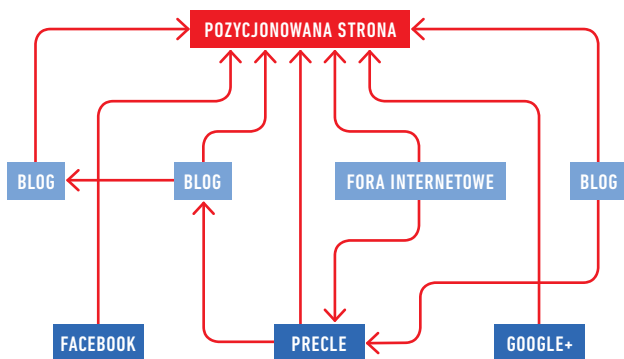 POZYCJONOWANA STRONA
BLOG
BLOG
FORA INTERNETOWE
BLOG
FACEBOOK
PRECLE
GOOGLE+